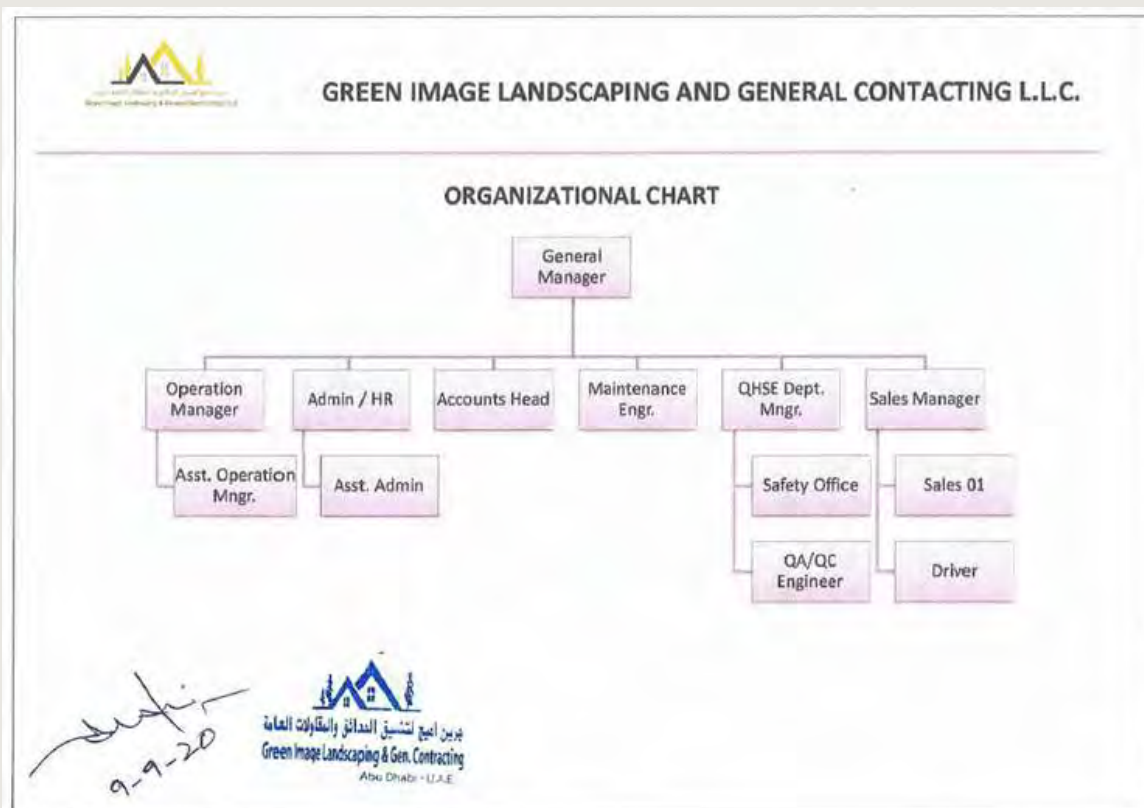 GREEN IMAGE LANDSCAPING AND GENERAL CONTACTING L.L.C.
ORGANIZATIONAL CHART
General
Manager
Operation
Manager
Admin / HR
Accounts Head
Maintenance
Engr.
QHSE Dept.
Mngr.
Sales Manager
Asst. Operation
Mngr.
Asst. Admin
Safety Office
Sales 01
QA/QC
Engineer
Driver
9-9-20
جرين اميج لتنسيق الحدائق والمقاولات العامة
Green Image Landscaping & Gen. Contracting
Abu Dhabi - U.A.E.